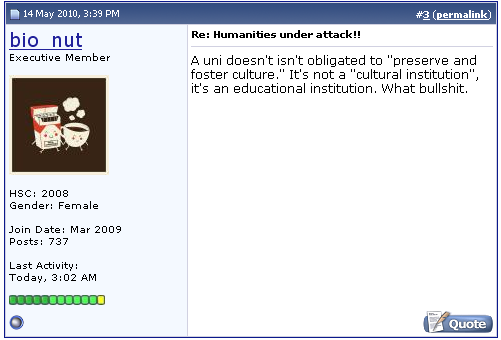 14 May 2010, 3:39 PM
#3 (permalink)
bio_nut
Executive Member
HSC: 2008
Gender: Female
Join Date: Mar 2009
Posts: 737
Last Activity:
Today, 3:02 AM
Re: Humanities under attack!!
A uni doesn't isn't obligated to "preserve and
foster culture." It's not a "cultural institution",
it's an educational institution. What bullshit.
Quote